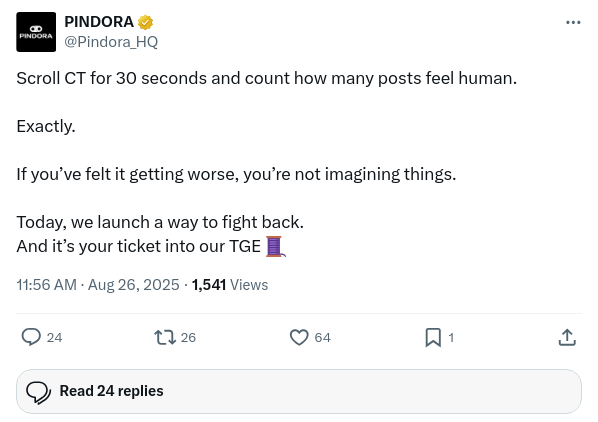 PINDORA
PINDORA
@Pindora_HQ
Scroll CT for 30 seconds and count how many posts feel human.
Exactly.
If you’ve felt it getting worse, you’re not imagining things.
Today, we launch a way to fight back.
And it’s your ticket into our TGE 🧵
11:56 AM · Aug 26, 2025 · 1,541 Views
24 26 64 1
Read 24 replies